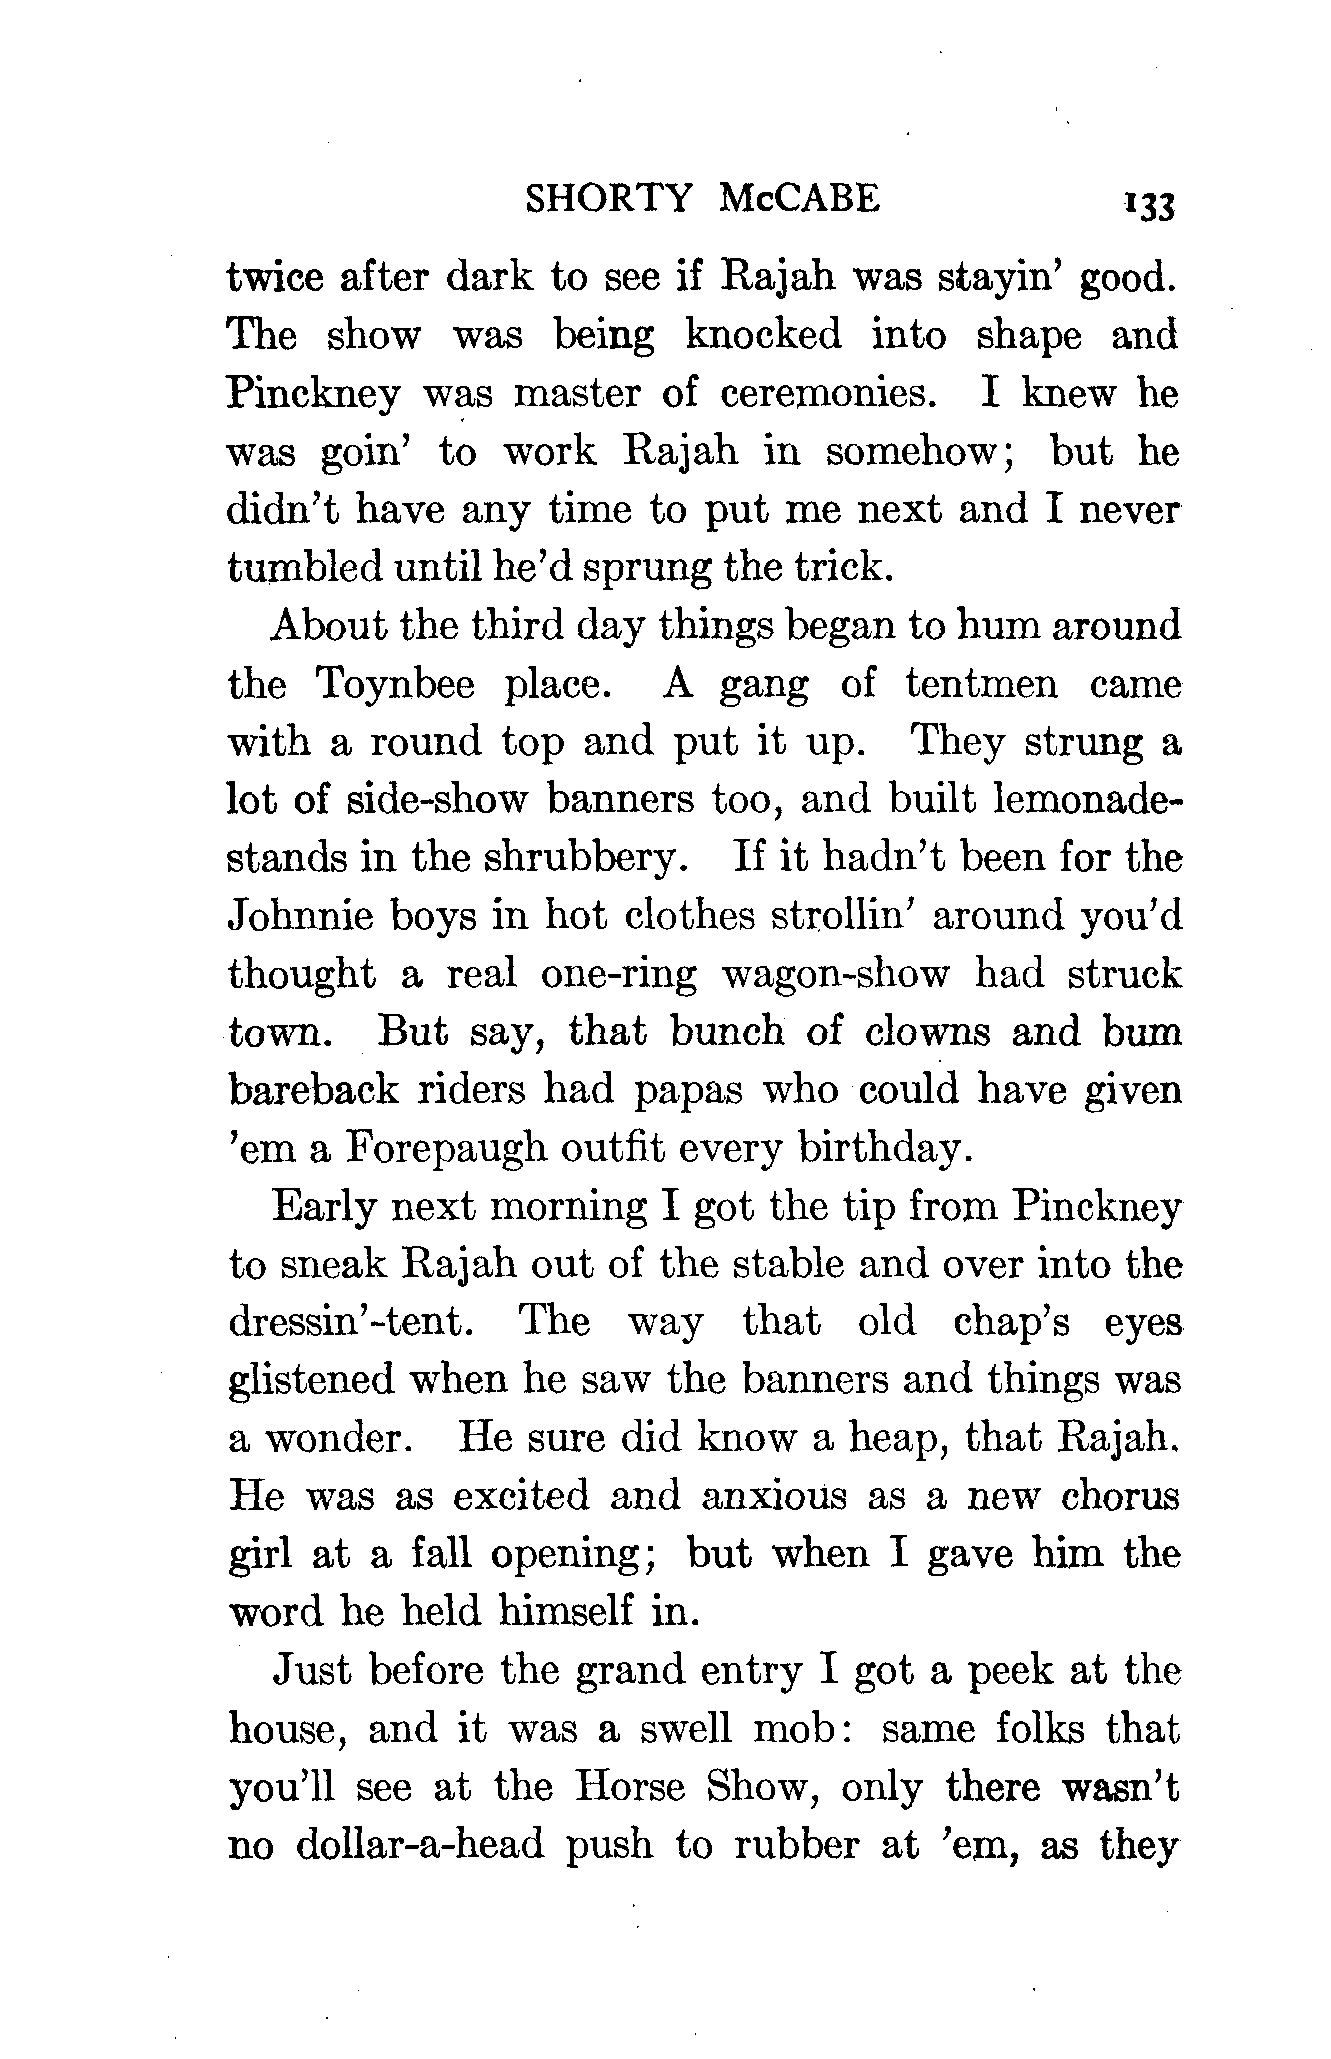 SHORTY McCABE 133
twice after dark to see if Rajah was stayin' good.
The show was being knocked into shape and
Pinckney was master of ceremonies. I knew he
was goin' to work Rajah in somehow; but he
didn't have any time to put me next and I never
tumbled until he'd sprung the trick.
About the third day things began to hum around
the Toynbee place. A gang of tentmen came
with a round top and put it up. They strung a
lot of side-show banners too, and built lemonade-
stands in the shrubbery. If it hadn't been for the
Johnnie boys in hot clothes strollin' around you'd
thought a real one-ring wagon-show had struck
town. But say, that bunch of clowns and bum
bareback riders had papas who could have given
'em a Forepaugh outfit every birthday.
Early next morning I got the tip from Pinckney
to sneak Rajah out of the stable and over into the
dressin'-tent. The way that old chap's eyes
glistened when he saw the banners and things was
a wonder. He sure did know a heap, that Rajah.
He was as excited and anxious as a new chorus
girl at a fall opening; but when I gave him the
word he held himself in.
Just before the grand entry I got a peek at the
house, and it was a swell mob: same folks that
you'll see at the Horse Show, only there wasn't
no dollar-a-head push to rubber at 'em, as they